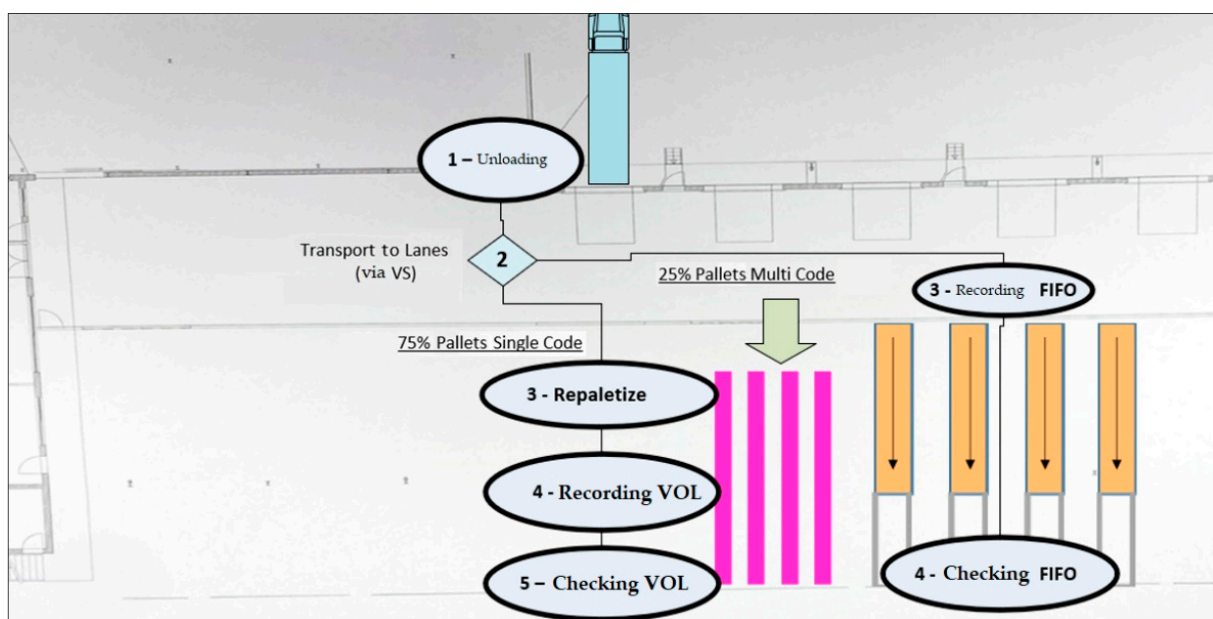 1 – Unloading
Transport to Lanes
(via VS)
2
25% Pallets Multi Code
3 - Recording FIFO
75% Pallets Single Code
3 - Repaletize
4 - Recording VOL
5 – Checking VOL
4 - Checking FIFO